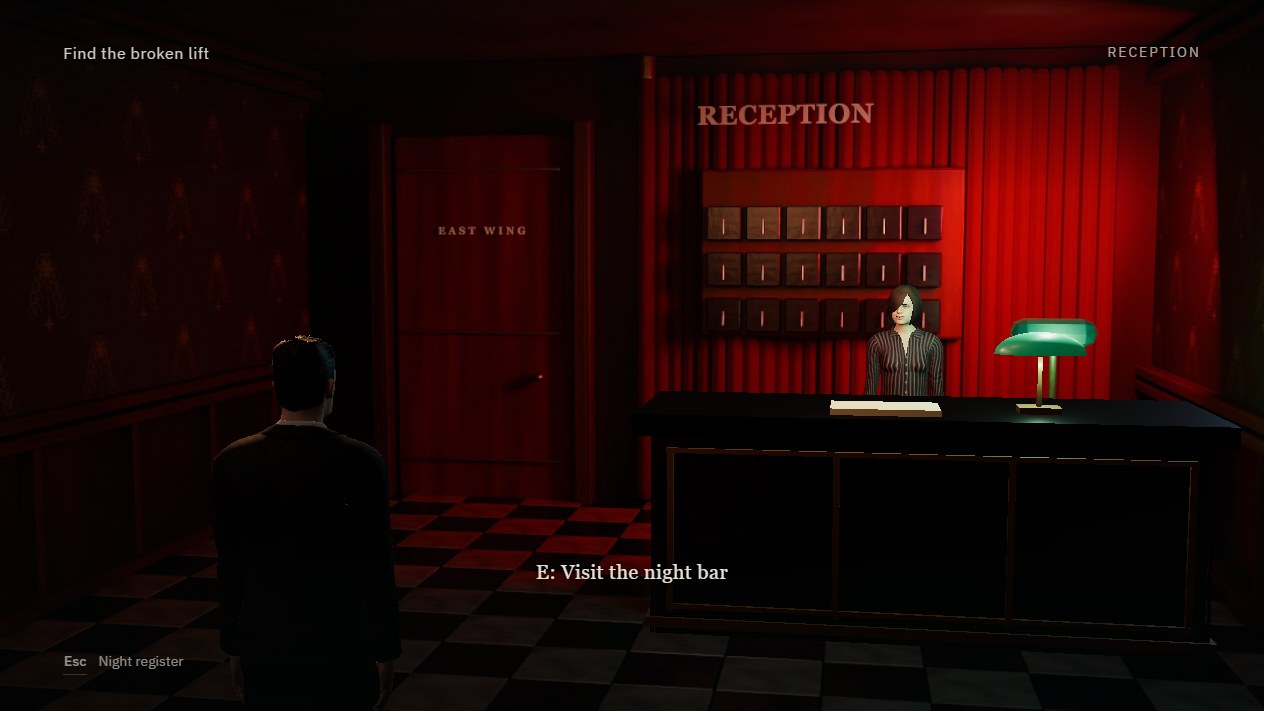 Find the broken lift
RECEPTION
RECEPTION
EAST WING
E: Visit the night bar
Esc Night register